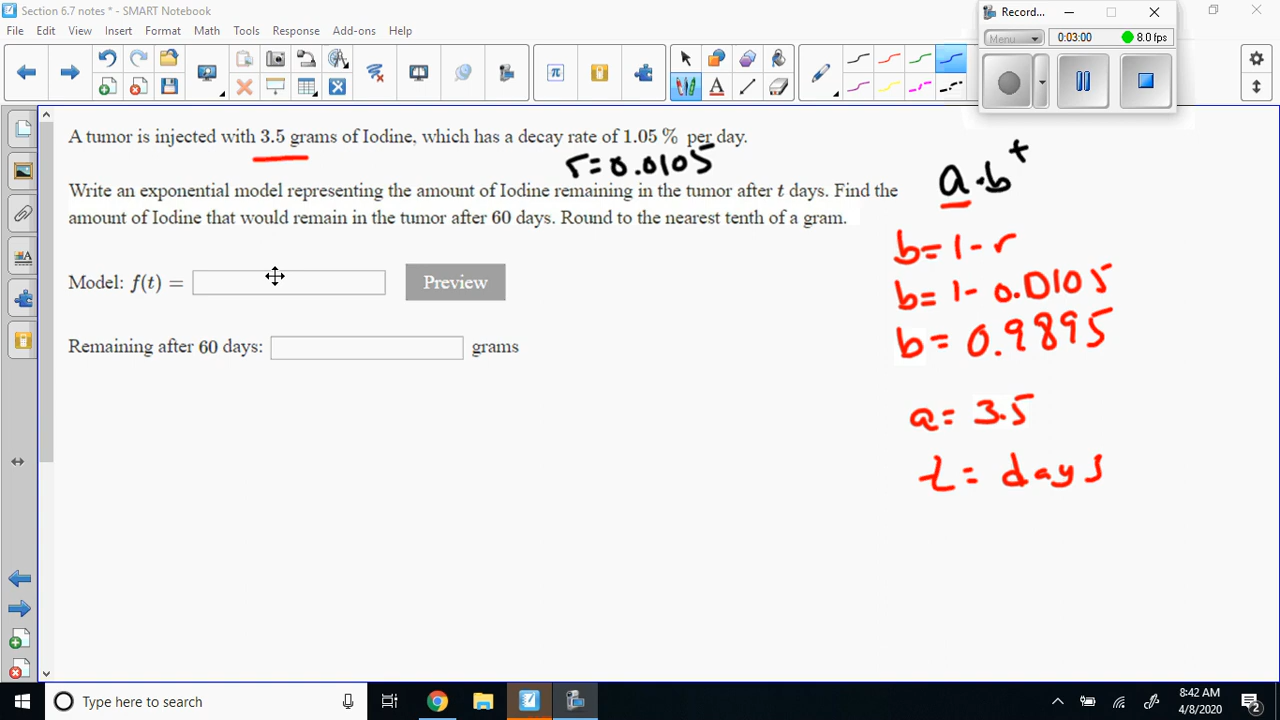 Section 6.7 notes * - SMART Notebook
Record...
File Edit View Insert Format Math Tools Response Add-ons Help
Menu
0:03:00
8.0 fps
A tumor is injected with 3.5 grams of Iodine, which has a decay rate of 1.05 % per day.
r=0.0105
a·b^t
Write an exponential model representing the amount of Iodine remaining in the tumor after t days. Find the
amount of Iodine that would remain in the tumor after 60 days. Round to the nearest tenth of a gram.
b=1-r
Model: f(t) =
Preview
b=1-0.0105
b=0.9895
Remaining after 60 days:
grams
a=3.5
t=days
Type here to search
8:42 AM
4/8/2020
2